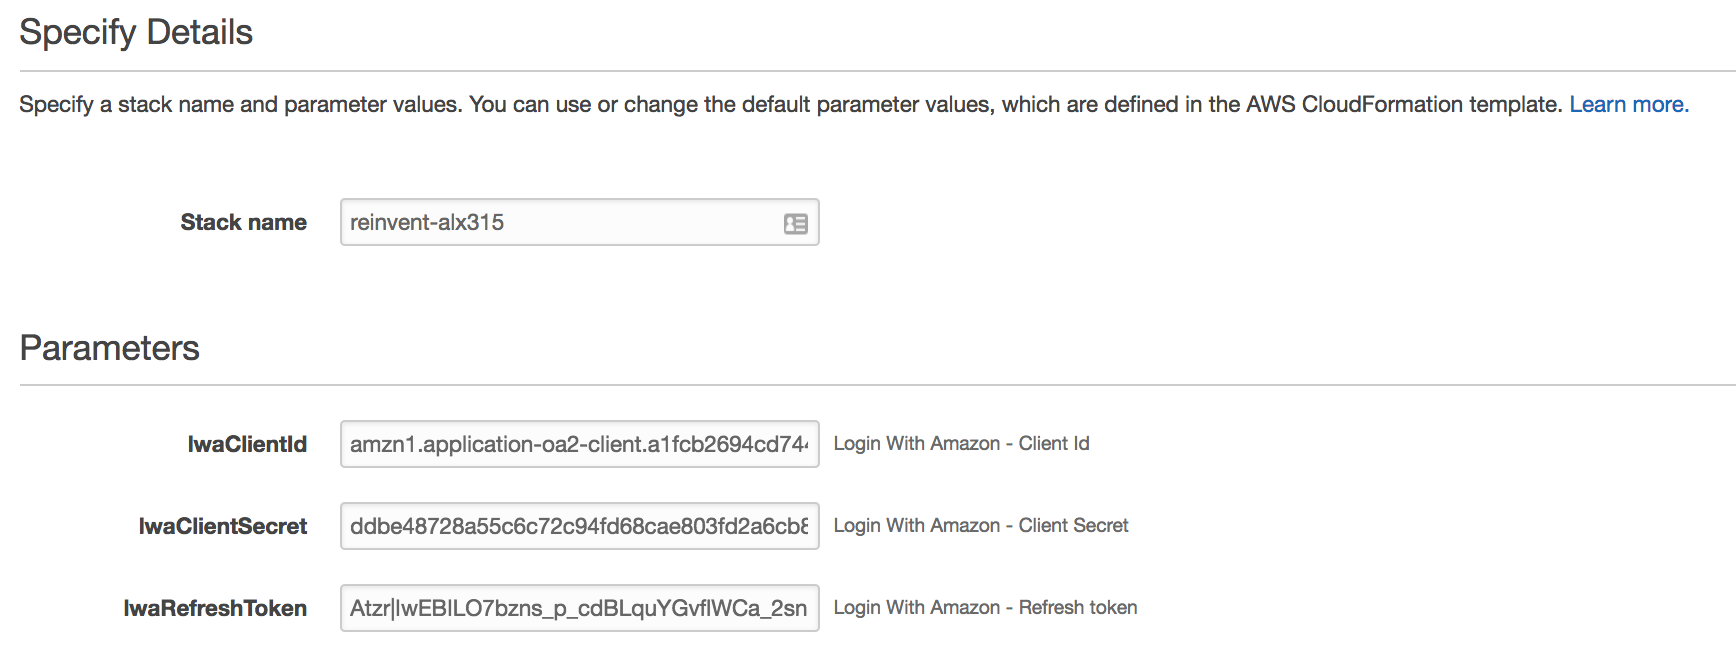 Specify Details
Specify a stack name and parameter values. You can use or change the default parameter values, which are defined in the AWS CloudFormation template. Learn more.
Stack name reinvent-alx315
Parameters
lwaClientId amzn1.application-oa2-client.a1fcb2694cd744 Login With Amazon - Client Id
lwaClientSecret ddbe48728a55c6c72c94fd68cae803fd2a6cb8 Login With Amazon - Client Secret
lwaRefreshToken Atzr|IwEBILO7bzns_p_cdBLquYGvflWCa_2sn Login With Amazon - Refresh token